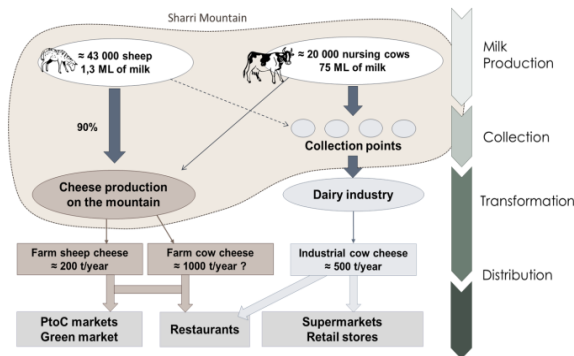 Sharri Mountain
≈ 43 000 sheep
1,3 ML of milk
≈ 20 000 nursing cows
75 ML of milk
Milk
Production
90%
Collection points
Collection
Cheese production
on the mountain
Dairy industry
Transformation
Farm sheep cheese
≈ 200 t/year
Farm cow cheese
≈ 1000 t/year ?
Industrial cow cheese
≈ 500 t/year
Distribution
PtoC markets
Green market
Restaurants
Supermarkets
Retail stores